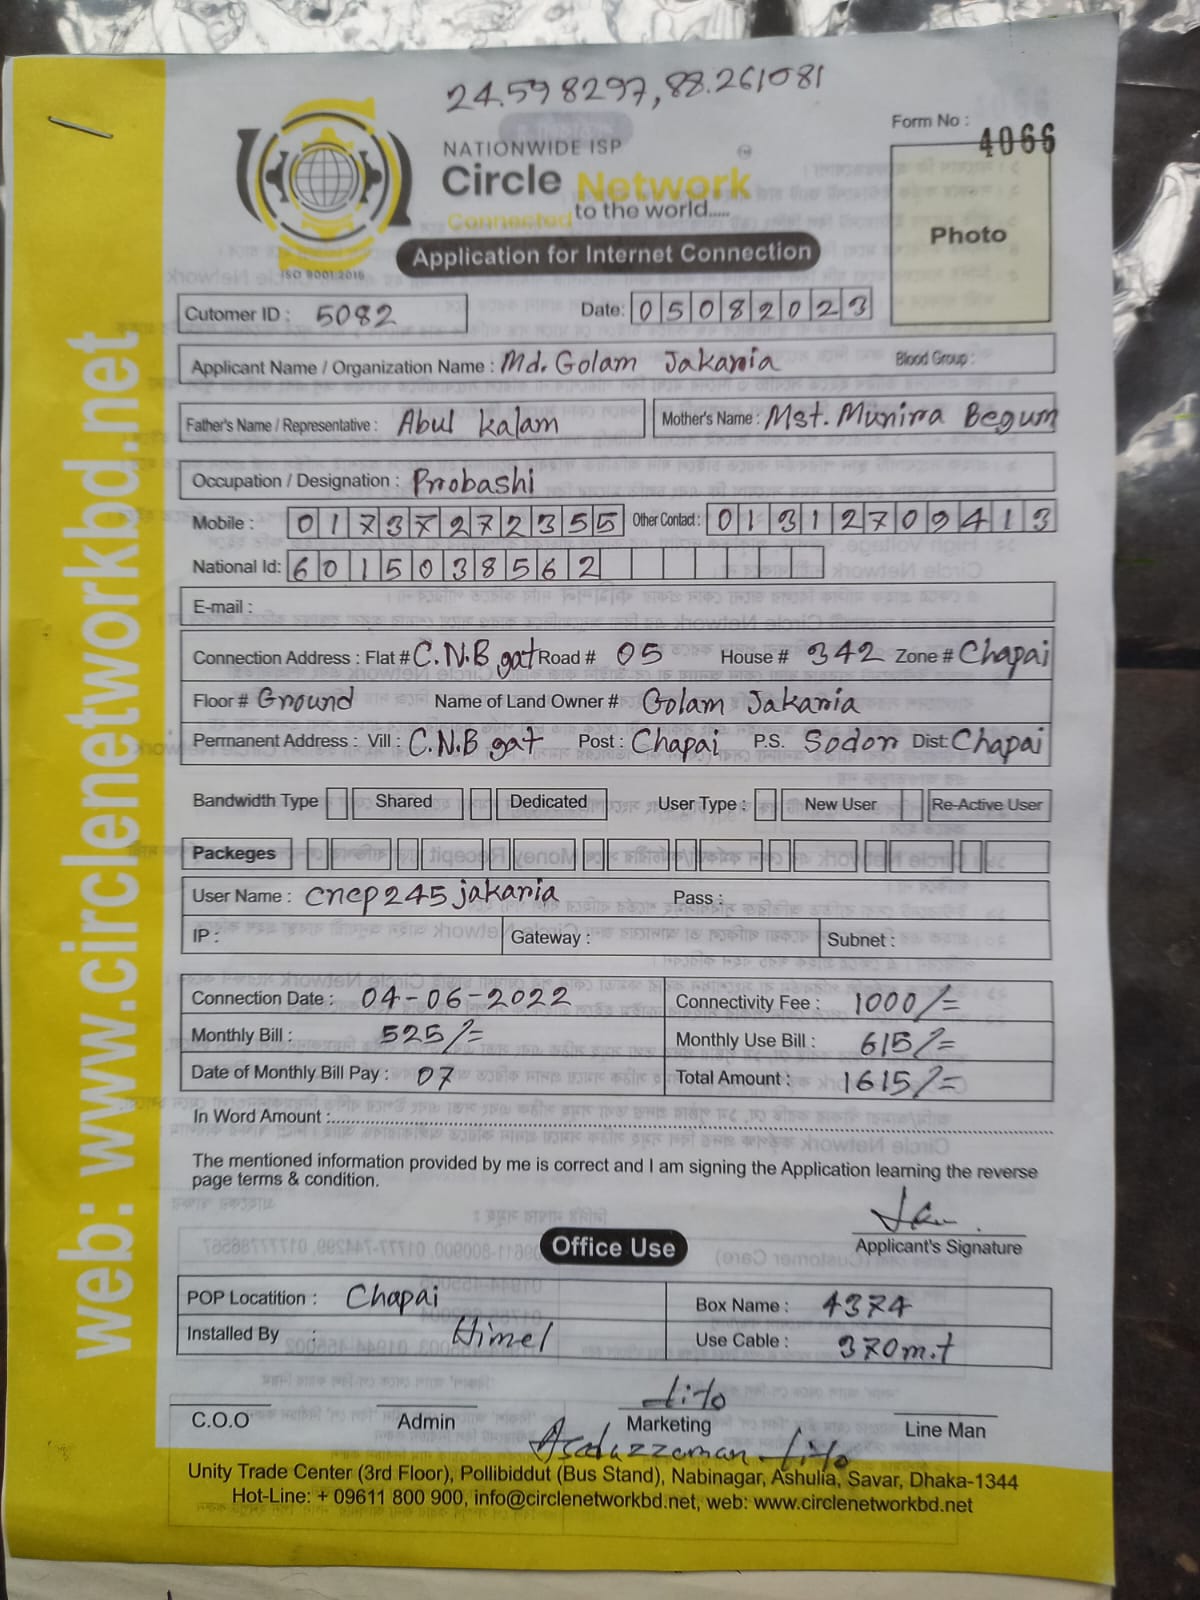 24.598297, 88.261081
Form No : 4066
NATIONWIDE ISP
Circle Network
Connected to the world.....
ISO 9001:2015
Application for Internet Connection
Photo
Cutomer ID : 5082 Date: 05082023
Applicant Name / Organization Name : Md. Golam Jakaria Blood Group :
Father's Name / Representative : Abul Kalam Mother's Name : Mst. Munira Begum
Occupation / Designation : Probashi
Mobile : 01737272355 Other Contact : 01312709413
National Id: 6015038562
E-mail :
Connection Address : Flat # C.N.B gat Road # 05 House # 342 Zone # Chapai
Floor # Ground Name of Land Owner # Golam Jakaria
Permanent Address : Vill : C.N.B gat Post : Chapai P.S. Sodor Dist: Chapai
Bandwidth Type Shared Dedicated User Type : New User Re-Active User
Packeges
User Name : cncp245jakaria Pass :
IP : Gateway : Subnet :
Connection Date : 04-06-2022 Connectivity Fee : 1000/=
Monthly Bill : 525/= Monthly Use Bill : 615/=
Date of Monthly Bill Pay : 07 Total Amount : 1615/=
In Word Amount :
The mentioned information provided by me is correct and I am signing the Application learning the reverse
page terms & condition.
Applicant's Signature
Office Use
POP Locatition : Chapai Box Name : 4374
Installed By : Himel Use Cable : 370m.t
Lito
C.O.O Admin Marketing Line Man
Asaduzzaman Lito
Unity Trade Center (3rd Floor), Pollibiddut (Bus Stand), Nabinagar, Ashulia, Savar, Dhaka-1344
Hot-Line: + 09611 800 900, info@circlenetworkbd.net, web: www.circlenetworkbd.net
web: www.circlenetworkbd.net